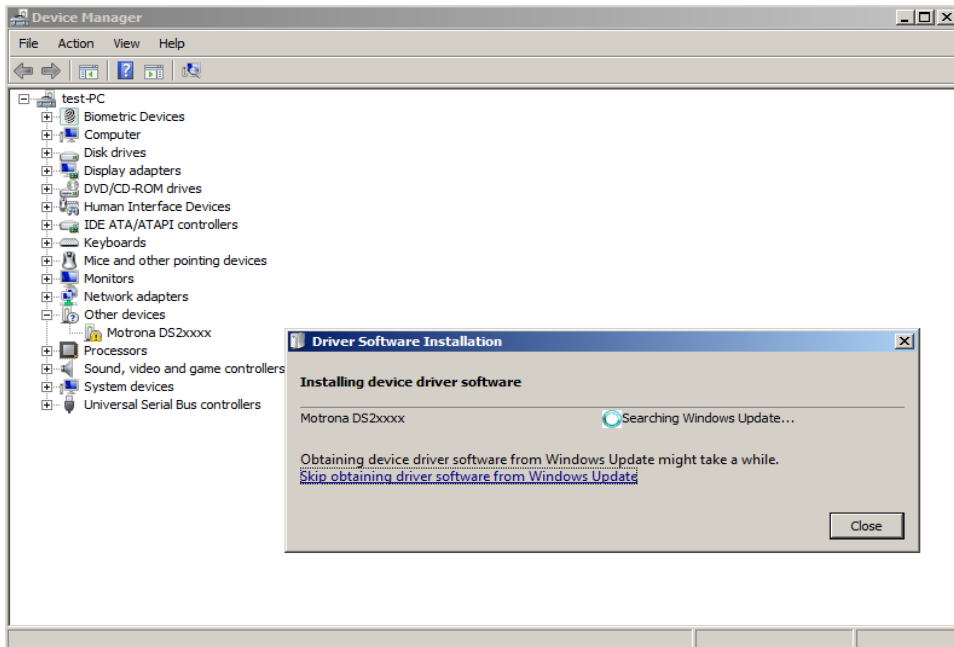 Device Manager
File Action View Help
test-PC
Biometric Devices
Computer
Disk drives
Display adapters
DVD/CD-ROM drives
Human Interface Devices
IDE ATA/ATAPI controllers
Keyboards
Mice and other pointing devices
Monitors
Network adapters
Other devices
Motrona DS2xxxx
Processors
Sound, video and game controllers
System devices
Universal Serial Bus controllers
Driver Software Installation
Installing device driver software
Motrona DS2xxxx Searching Windows Update...
Obtaining device driver software from Windows Update might take a while.
Skip obtaining driver software from Windows Update
Close